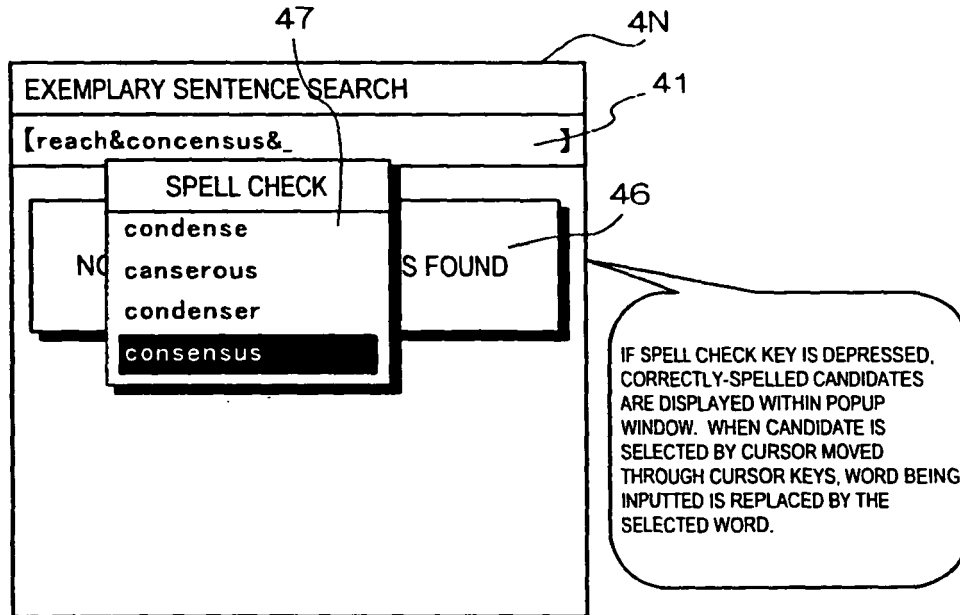 47
4N
EXEMPLARY SENTENCE SEARCH
41
【reach&concensus&_】
SPELL CHECK
46
condense
NO
canserous
S FOUND
condenser
consensus
IF SPELL CHECK KEY IS DEPRESSED,
CORRECTLY-SPELLED CANDIDATES
ARE DISPLAYED WITHIN POPUP
WINDOW. WHEN CANDIDATE IS
SELECTED BY CURSOR MOVED
THROUGH CURSOR KEYS, WORD BEING
INPUTTED IS REPLACED BY THE
SELECTED WORD.